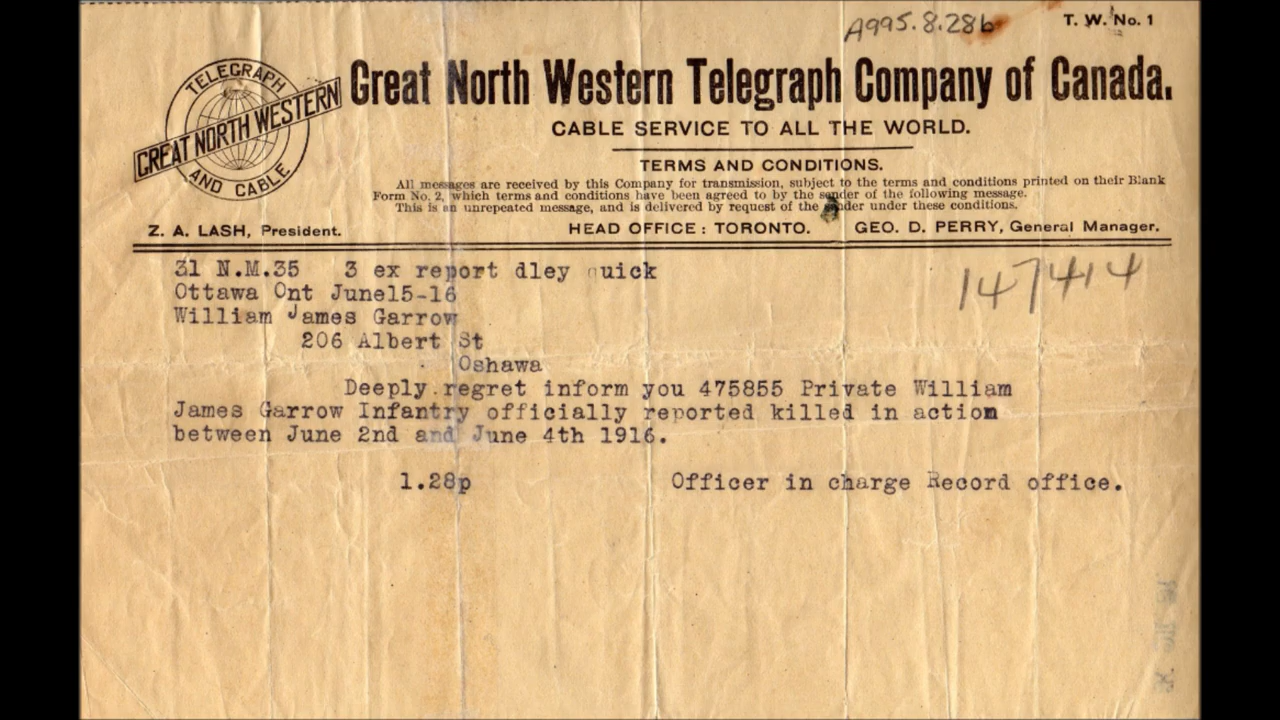 A995.8.286
T. W. No. 1
TELEGRAPH
GREAT NORTH WESTERN
AND CABLE
Great North Western Telegraph Company of Canada.
CABLE SERVICE TO ALL THE WORLD.
TERMS AND CONDITIONS.
All messages are received by this Company for transmission, subject to the terms and conditions printed on their Blank
Form No. 2, which terms and conditions have been agreed to by the sender of the following message.
This is an unrepeated message, and is delivered by request of the sender under these conditions.
Z. A. LASH, President. HEAD OFFICE: TORONTO. GEO. D. PERRY, General Manager.
31 N.M.35 3 ex report dley quick
147414
Ottawa Ont June15-16
William James Garrow
206 Albert St
Oshawa
Deeply regret inform you 475855 Private William
James Garrow Infantry officially reported killed in action
between June 2nd and June 4th 1916.
1.28p Officer in charge Record office.